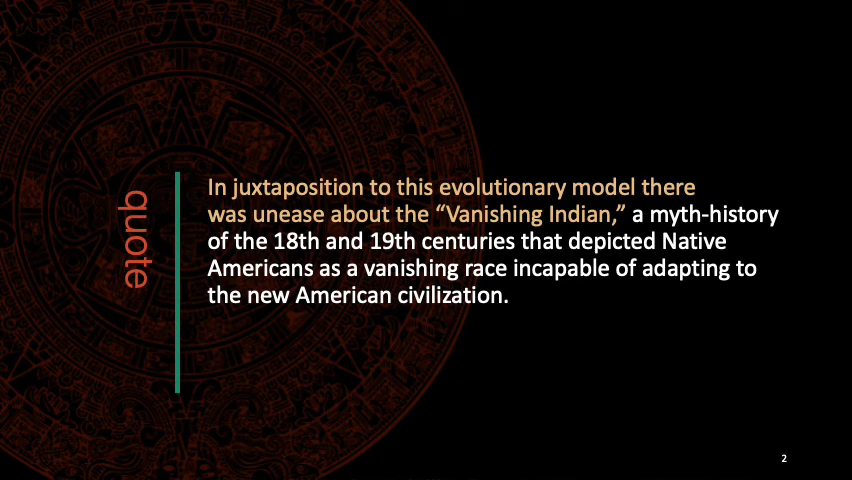 quote
In juxtaposition to this evolutionary model there
was unease about the “Vanishing Indian,” a myth-history
of the 18th and 19th centuries that depicted Native
Americans as a vanishing race incapable of adapting to
the new American civilization.
2